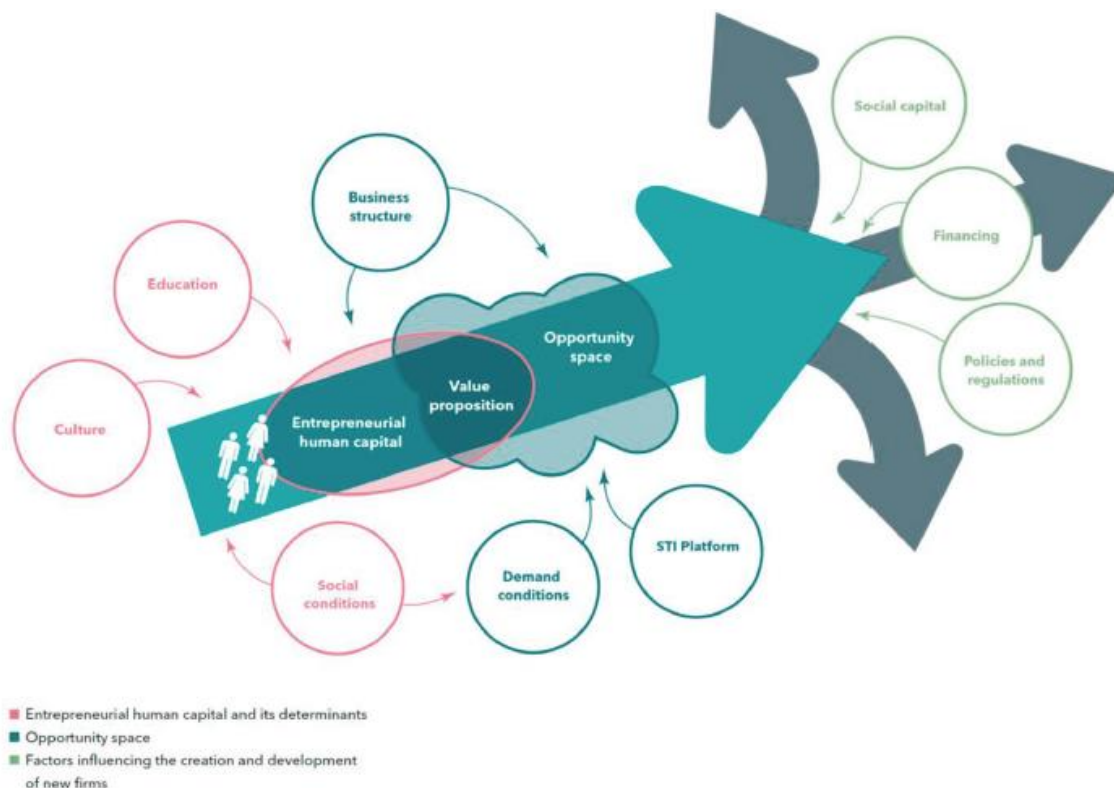 Social capital
Business
structure
Financing
Education
Opportunity
space
Policies and
regulations
Value
proposition
Culture
Entrepreneurial
human capital
STI Platform
Demand
conditions
Social
conditions
Entrepreneurial human capital and its determinants
Opportunity space
Factors influencing the creation and development
of new firms